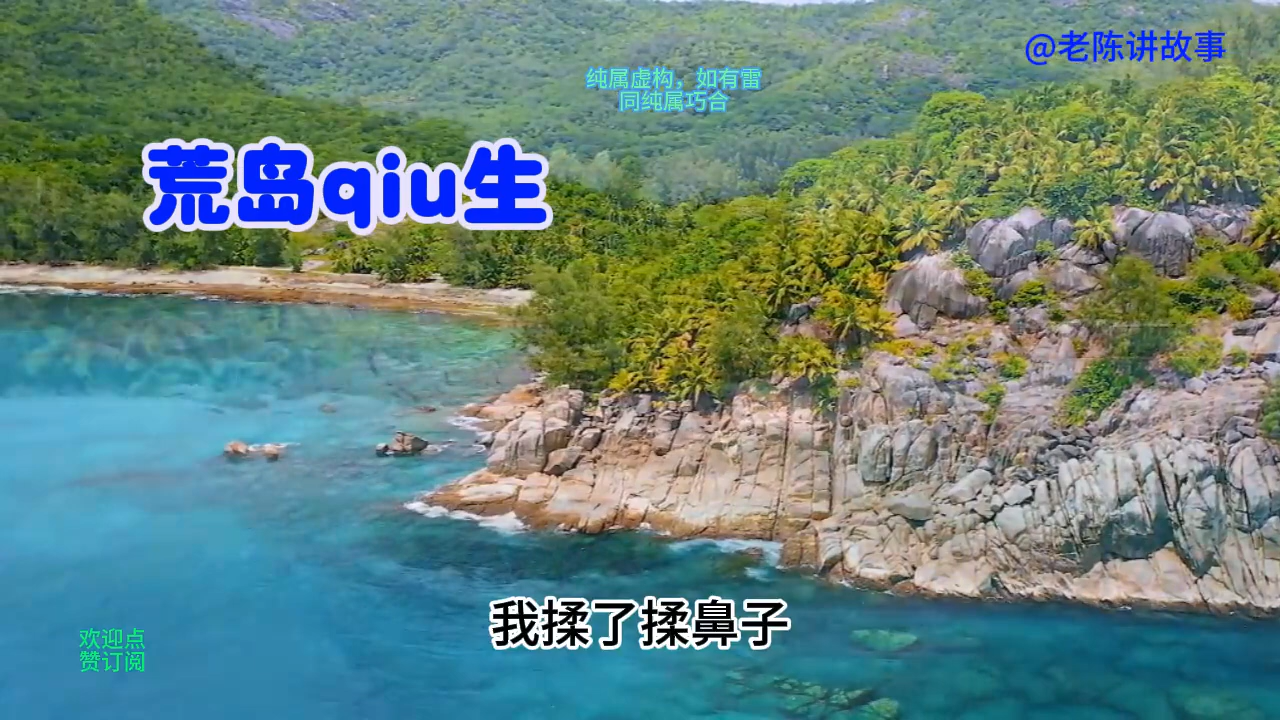 @老陈讲故事
纯属虚构，如有雷
同纯属巧合
荒岛qiu生
我揉了揉鼻子
欢迎点
赞订阅